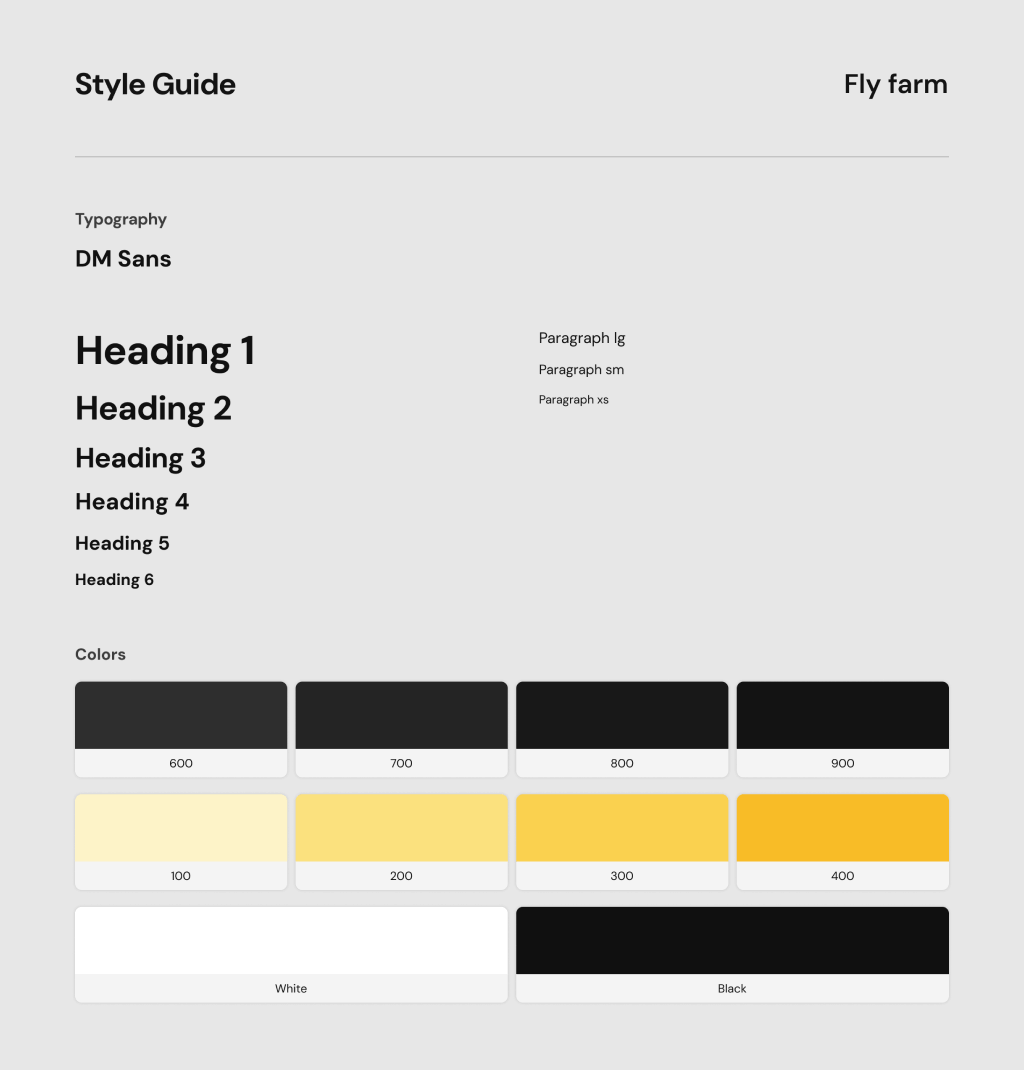 Style Guide
Fly farm
Typography
DM Sans
Heading 1
Heading 2
Heading 3
Heading 4
Heading 5
Heading 6
Paragraph lg
Paragraph sm
Paragraph xs
Colors
600
700
800
900
100
200
300
400
White
Black